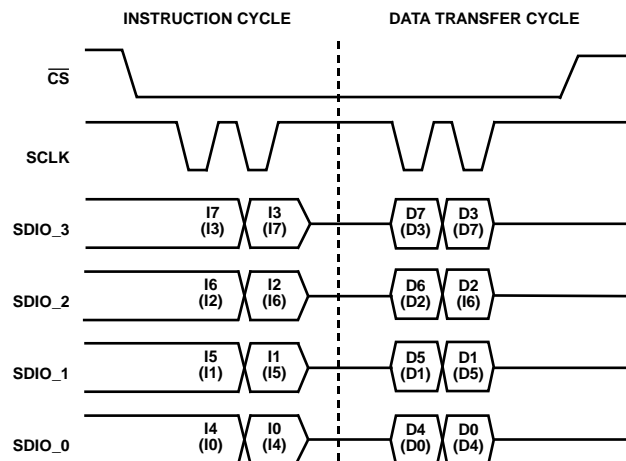 INSTRUCTION CYCLE DATA TRANSFER CYCLE
CS
SCLK
SDIO_3 I7 I3 D7 D3
(I3) (I7) (D3) (D7)
SDIO_2 I6 I2 D6 D2
(I2) (I6) (D2) (I6)
SDIO_1 I5 I1 D5 D1
(I1) (I5) (D1) (D5)
SDIO_0 I4 I0 D4 D0
(I0) (I4) (D0) (D4)